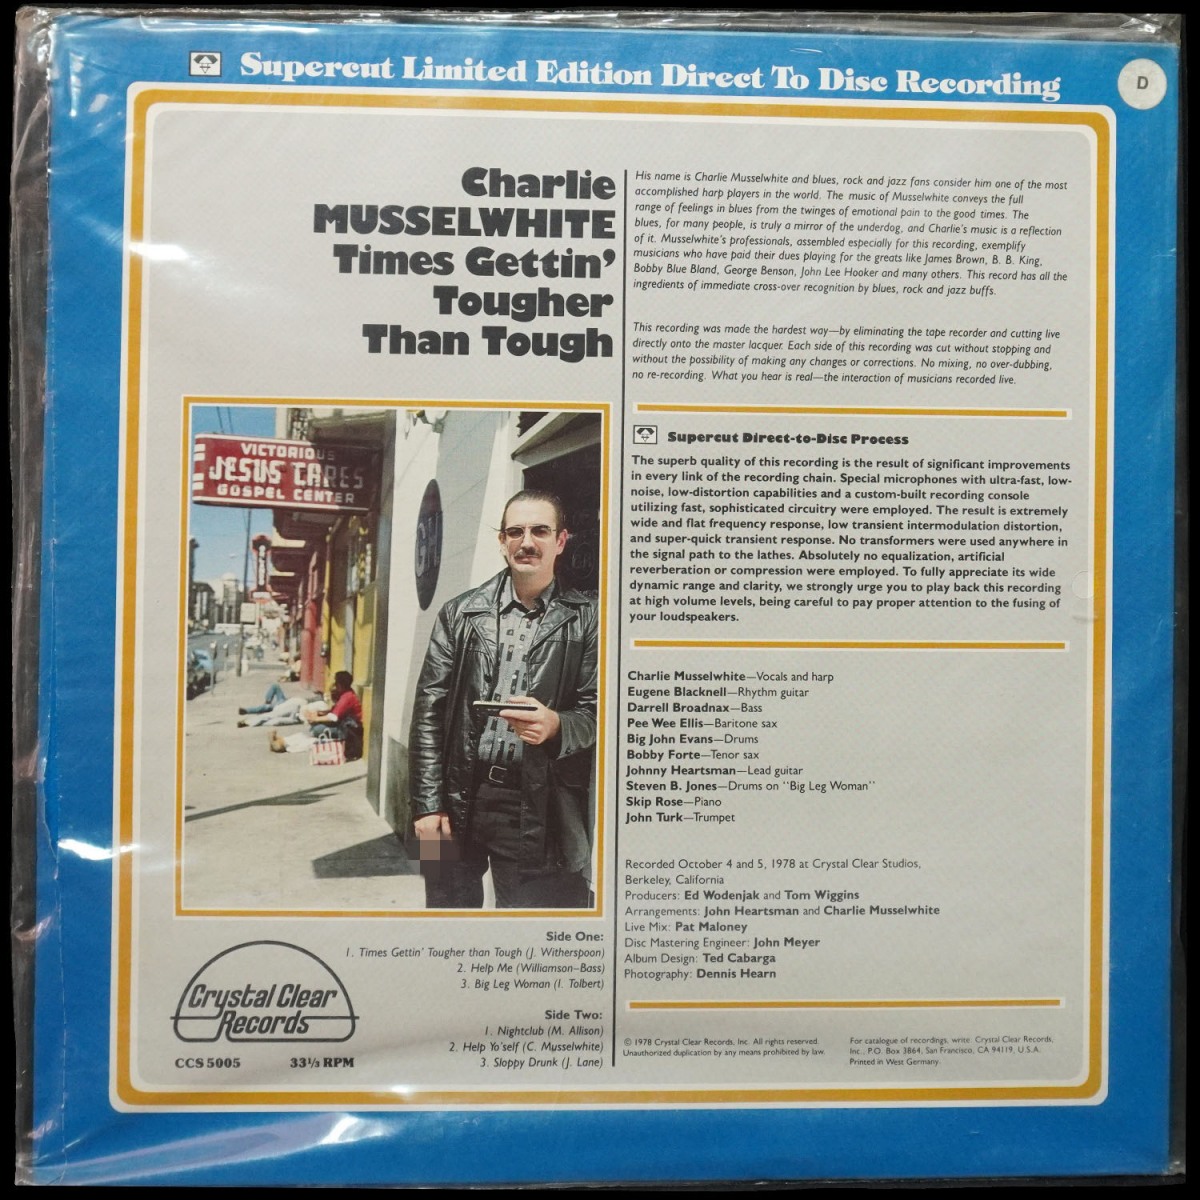 Supercut Limited Edition Direct To Disc Recording
D
Charlie
MUSSELWHITE
Times Gettin'
Tougher
Than Tough
His name is Charlie Musselwhite and blues, rock and jazz fans consider him one of the most
accomplished harp players in the world. The music of Musselwhite conveys the full
range of feelings in blues from the twinges of emotional pain to the good times. The
blues, for many people, is truly a mirror of the underdog, and Charlie's music is a reflection
of it. Musselwhite's professionals, assembled especially for this recording, exemplify
musicians who have paid their dues playing for the greats like James Brown, B. B. King,
Bobby Blue Bland, George Benson, John Lee Hooker and many others. This record has all the
ingredients of immediate cross-over recognition by blues, rock and jazz buffs.
This recording was made the hardest way—by eliminating the tape recorder and cutting live
directly onto the master lacquer. Each side of this recording was cut without stopping and
without the possibility of making any changes or corrections. No mixing, no over-dubbing,
no re-recording. What you hear is real—the interaction of musicians recorded live.
Supercut Direct-to-Disc Process
The superb quality of this recording is the result of significant improvements
in every link of the recording chain. Special microphones with ultra-fast, low-
noise, low-distortion capabilities and a custom-built recording console
utilizing fast, sophisticated circuitry were employed. The result is extremely
wide and flat frequency response, low transient intermodulation distortion,
and super-quick transient response. No transformers were used anywhere in
the signal path to the lathes. Absolutely no equalization, artificial
reverberation or compression were employed. To fully appreciate its wide
dynamic range and clarity, we strongly urge you to play back this recording
at high volume levels, being careful to pay proper attention to the fusing of
your loudspeakers.
Charlie Musselwhite—Vocals and harp
Eugene Blacknell—Rhythm guitar
Darrell Broadnax—Bass
Pee Wee Ellis—Baritone sax
Big John Evans—Drums
Bobby Forte—Tenor sax
Johnny Heartsman—Lead guitar
Steven B. Jones—Drums on "Big Leg Woman"
Skip Rose—Piano
John Turk—Trumpet
Recorded October 4 and 5, 1978 at Crystal Clear Studios,
Berkeley, California
Producers: Ed Wodenjak and Tom Wiggins
Arrangements: John Heartsman and Charlie Musselwhite
Live Mix: Pat Maloney
Disc Mastering Engineer: John Meyer
Album Design: Ted Cabarga
Photography: Dennis Hearn
© 1978 Crystal Clear Records, Inc. All rights reserved.
Unauthorized duplication by any means prohibited by law.
For catalogue of recordings, write Crystal Clear Records,
Inc., P.O. Box 3864, San Francisco, CA 94119, U.S.A.
Printed in West Germany.
VICTORIOUS
JESUS CARES
GOSPEL CENTER
Side One:
1. Times Gettin' Tougher than Tough (J. Witherspoon)
2. Help Me (Williamson–Bass)
3. Big Leg Woman (I. Tolbert)
Side Two:
1. Nightclub (M. Allison)
2. Help Yo'self (C. Musselwhite)
3. Sloppy Drunk (J. Lane)
Crystal Clear
Records
CCS 5005 33⅓ RPM